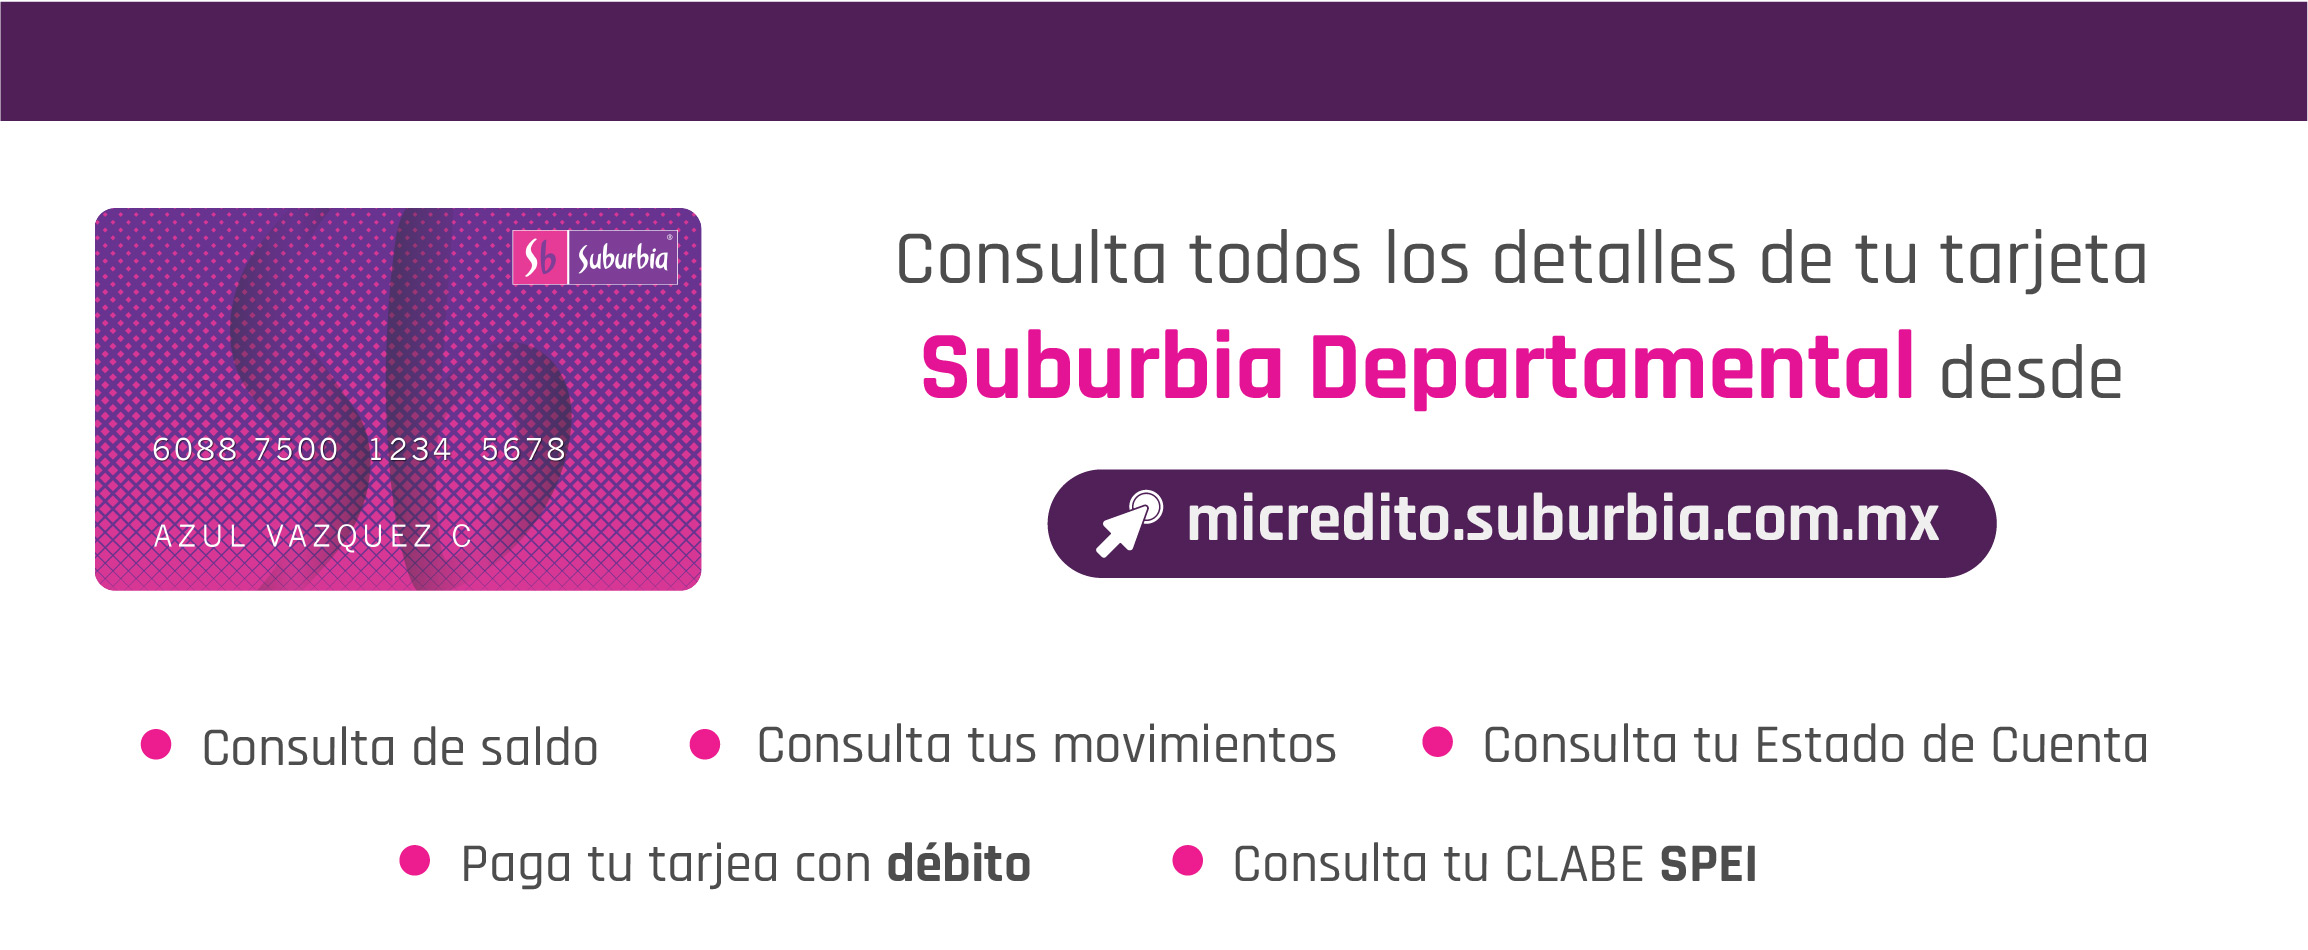 Sb Suburbia®
6088 7500 1234 5678
AZUL VAZQUEZ C
Consulta todos los detalles de tu tarjeta
Suburbia Departamental desde
micredito.suburbia.com.mx
Consulta de saldo
Consulta tus movimientos
Consulta tu Estado de Cuenta
Paga tu tarjea con débito
Consulta tu CLABE SPEI